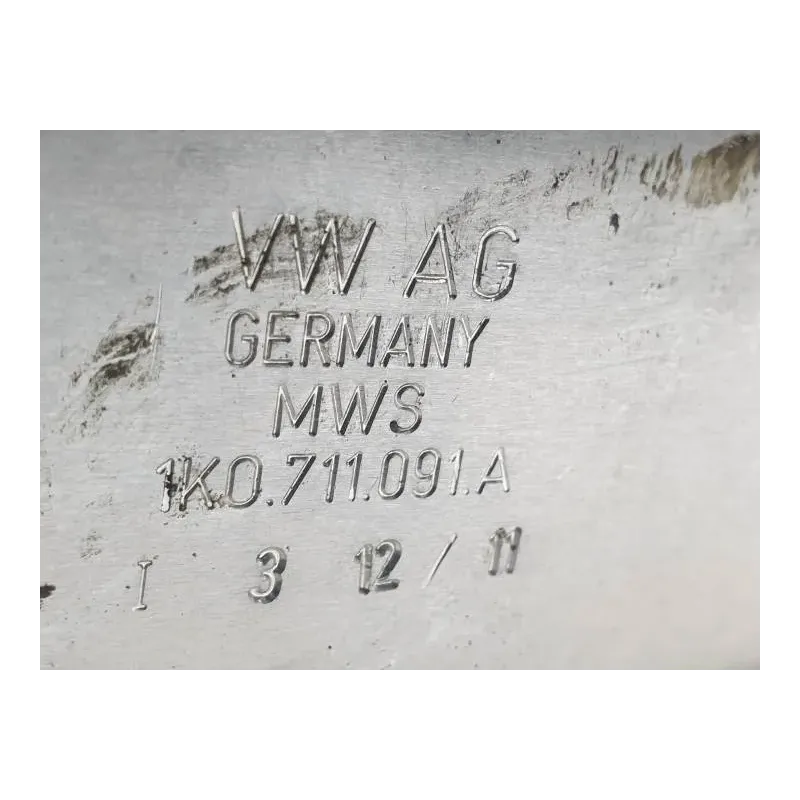 VW AG
GERMANY
MWS
1K0.711.091.A
I 3 12/11